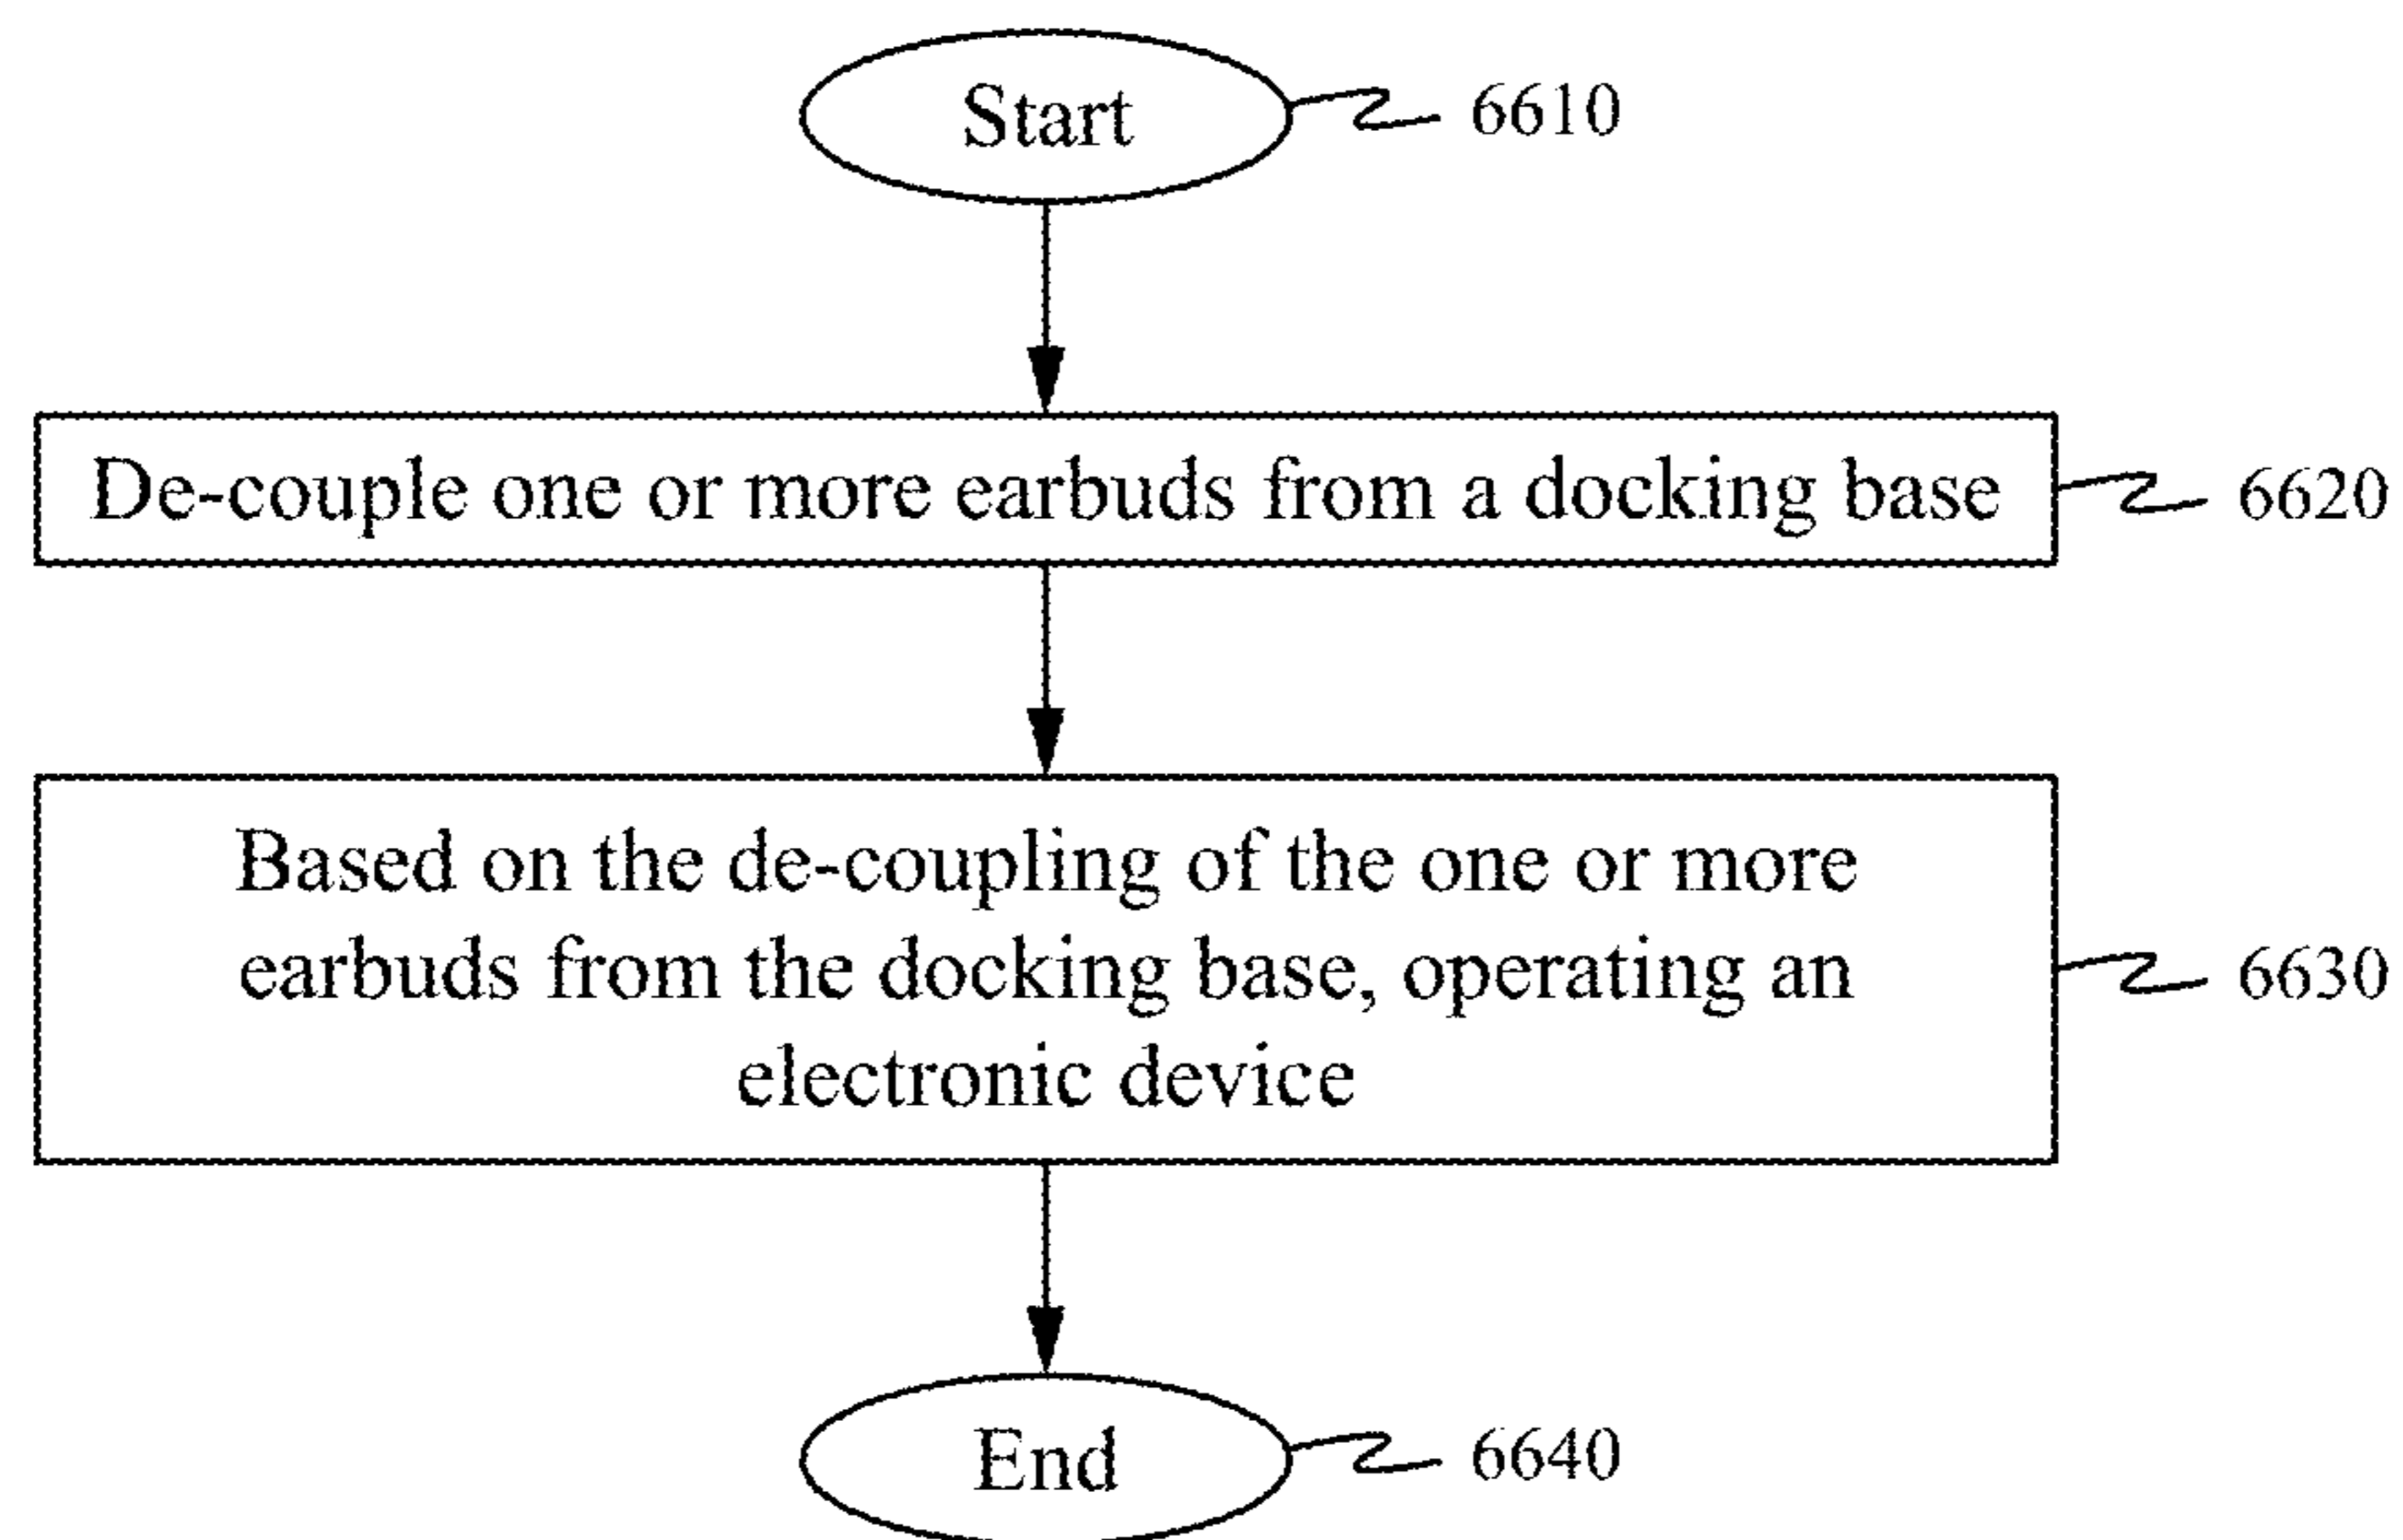 Start 6610
De-couple one or more earbuds from a docking base 6620
Based on the de-coupling of the one or more
earbuds from the docking base, operating an 6630
electronic device
End 6640